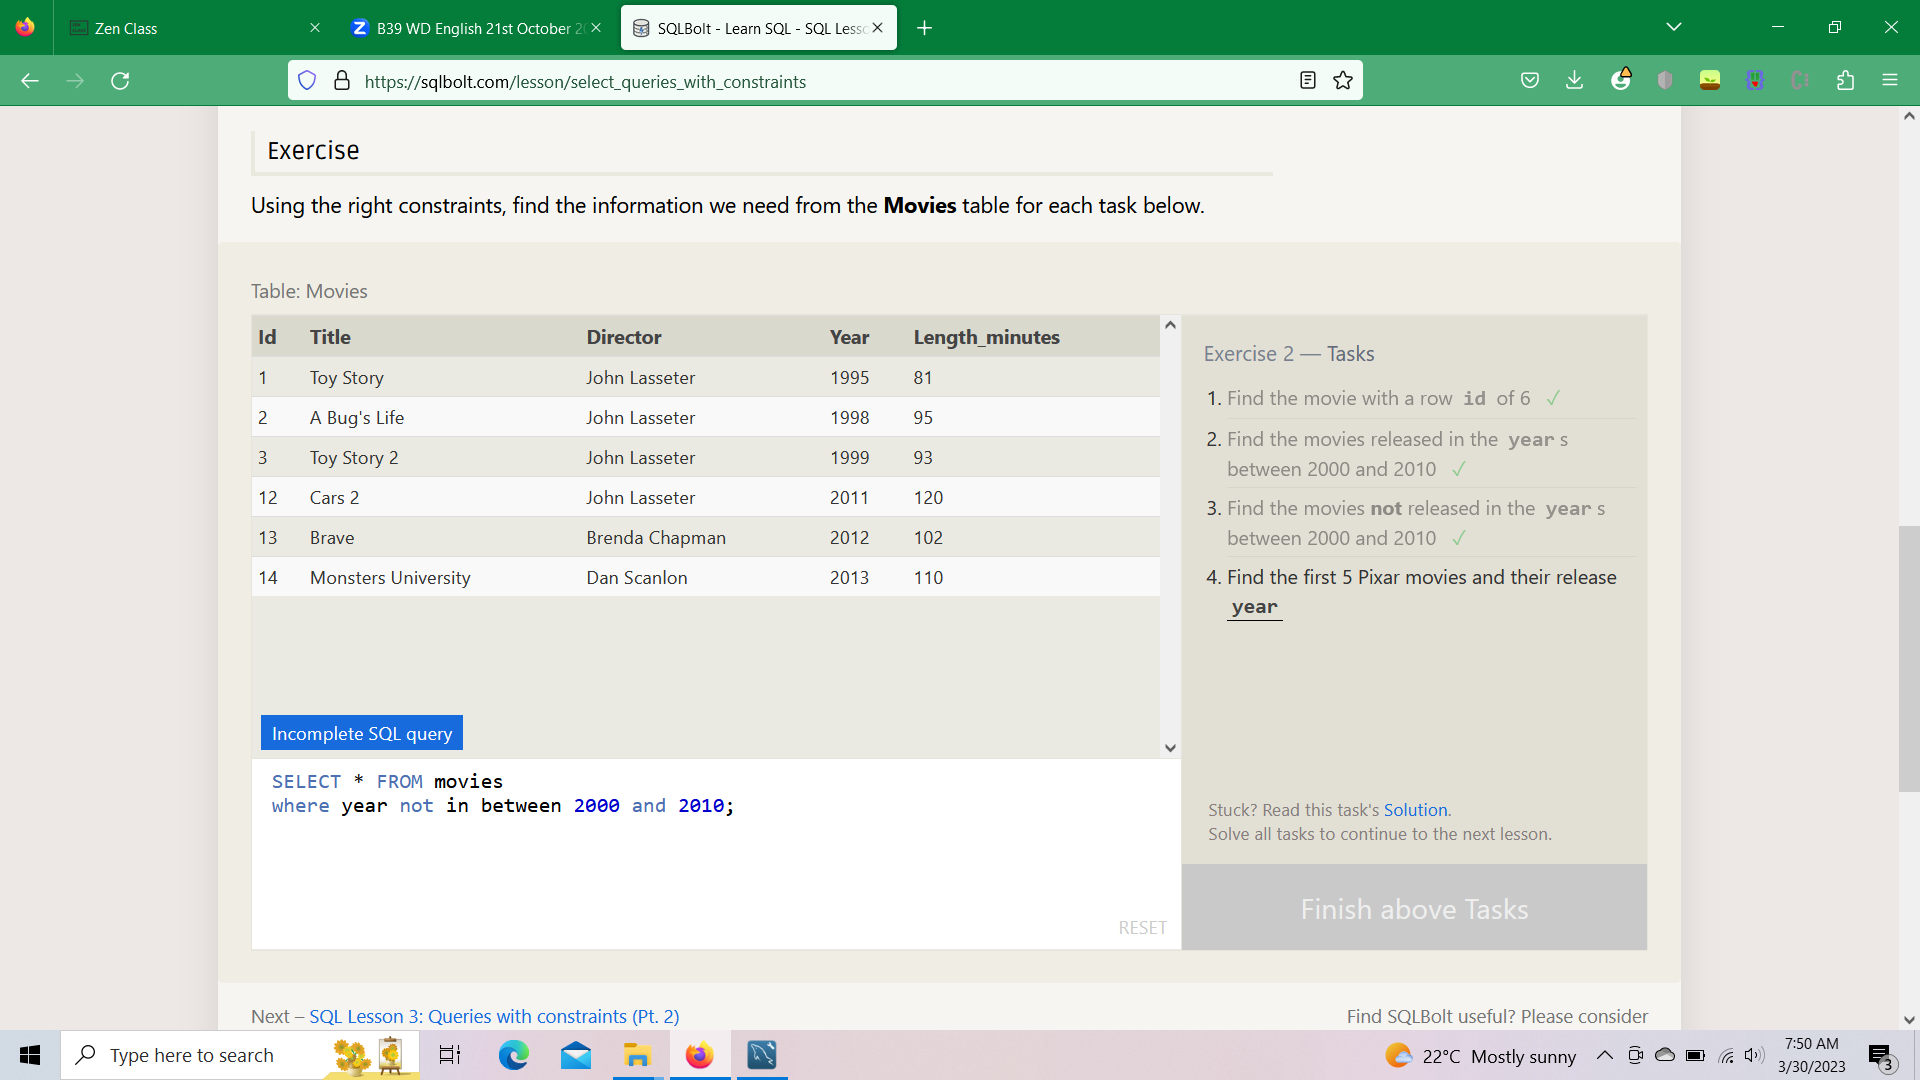 Zen Class
B39 WD English 21st October 2
SQLBolt - Learn SQL - SQL Less
https://sqlbolt.com/lesson/select_queries_with_constraints
Exercise
Using the right constraints, find the information we need from the Movies table for each task below.
Table: Movies
Id Title Director Year Length_minutes
1 Toy Story John Lasseter 1995 81
2 A Bug's Life John Lasseter 1998 95
3 Toy Story 2 John Lasseter 1999 93
12 Cars 2 John Lasseter 2011 120
13 Brave Brenda Chapman 2012 102
14 Monsters University Dan Scanlon 2013 110
Incomplete SQL query
SELECT * FROM movies
where year not in between 2000 and 2010;
RESET
Exercise 2 — Tasks
1. Find the movie with a row id of 6 ✓
2. Find the movies released in the year s
between 2000 and 2010 ✓
3. Find the movies not released in the year s
between 2000 and 2010 ✓
4. Find the first 5 Pixar movies and their release
year
Stuck? Read this task's Solution.
Solve all tasks to continue to the next lesson.
Finish above Tasks
Next – SQL Lesson 3: Queries with constraints (Pt. 2)
Find SQLBolt useful? Please consider
Type here to search
22°C Mostly sunny
7:50 AM
3/30/2023
3